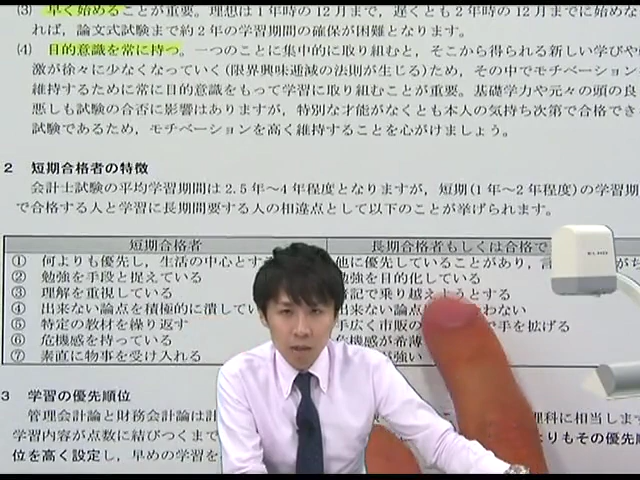 (3) 早く始めることが重要。理想は1年時の12月まで，遅くとも2年時の12月までに始めな
れば，論文式試験まで約2年の学習期間の確保が困難となります。
(4) 目的意識を常に持つ。一つのことに集中的に取り組むと，そこから得られる新しい学びや
激が徐々に少なくなっていく(限界興味逓減の法則が生じる)ため，その中でモチベーション
維持するために常に目的意識をもって学習に取り組むことが重要。基礎学力や元々の頭の良
悪しも試験の合否に影響はありますが，特別な才能がなくとも本人の気持ち次第で合格でき
試験であるため，モチベーションを高く維持することを心がけましょう。
2 短期合格者の特徴
会計士試験の平均学習期間は2.5年〜4年程度となりますが，短期(1年〜2年程度)の学習期
で合格する人と学習に長期間要する人の相違点として以下のことが挙げられます。
短期合格者 長期合格者もしくは合格で
① 何よりも優先し，生活の中心とす 他に優先していることがあり，言
② 勉強を手段と捉えている 勉強を目的化している
③ 理解を重視している 暗記で乗り越えようとする
④ 出来ない論点を積極的に潰してい 出来ない論点 わない
⑤ 特定の教材を繰り返す 手広く市販の で手を拡げる
⑥ 危機感を持っている 危機感が希薄
⑦ 素直に物事を受け入れる が強い
3 学習の優先順位
管理会計論と財務会計論は計 理科に相当しま
学習内容が点数に結びつくまで よりもその優先順
位を高く設定し，早めの学習を